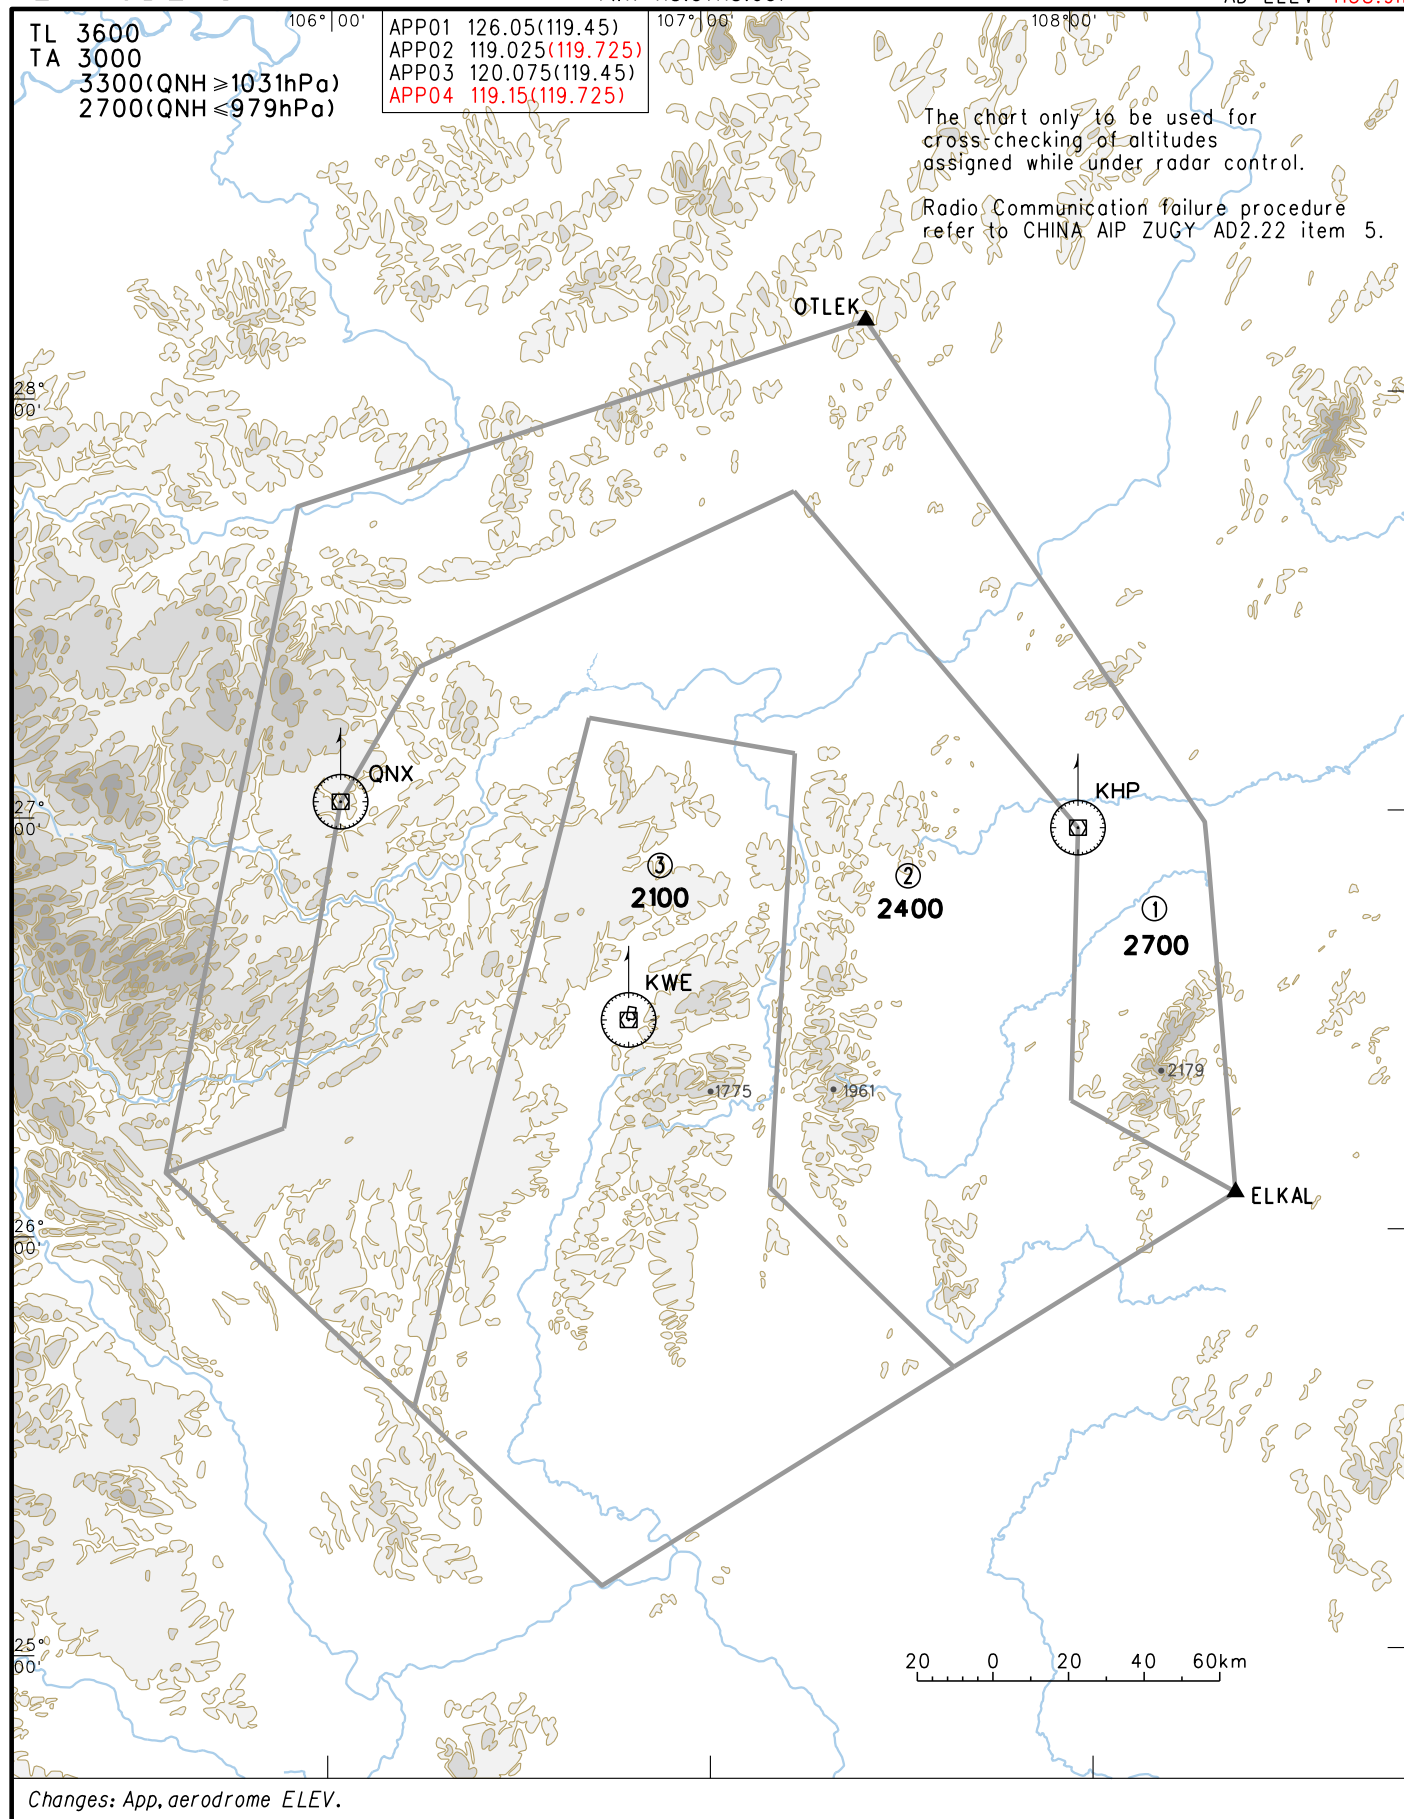 106°00'
107°00'
108°00'
TL 3600
TA 3000
3300(QNH≥1031hPa)
2700(QNH≤979hPa)
APP01 126.05(119.45)
APP02 119.025(119.725)
APP03 120.075(119.45)
APP04 119.15(119.725)
The chart only to be used for
cross-checking of altitudes
assigned while under radar control.
Radio Communication failure procedure
refer to CHINA AIP ZUGY AD2.22 item 5.
OTLEK
28°
00'
QNX
KHP
27°
00'
③
2100
②
2400
①
2700
KWE
2179
1775
1961
ELKAL
26°
00'
25°
00'
20 0 20 40 60km
Changes: App, aerodrome ELEV.